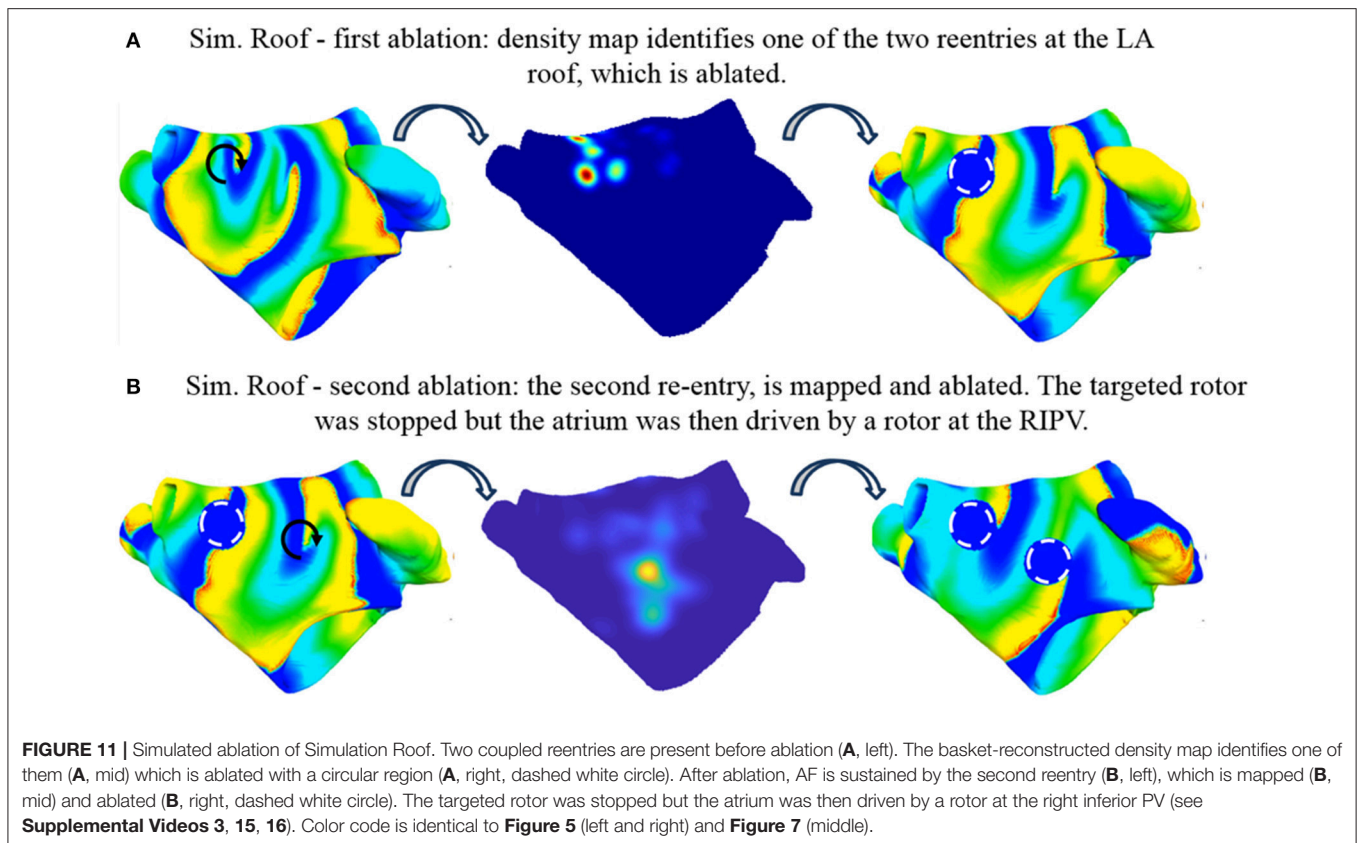 A Sim. Roof - first ablation: density map identifies one of the two reentries at the LA
roof, which is ablated.
B Sim. Roof - second ablation: the second re-entry, is mapped and ablated. The targeted rotor
was stopped but the atrium was then driven by a rotor at the RIPV.
FIGURE 11 | Simulated ablation of Simulation Roof. Two coupled reentries are present before ablation (A, left). The basket-reconstructed density map identifies one of
them (A, mid) which is ablated with a circular region (A, right, dashed white circle). After ablation, AF is sustained by the second reentry (B, left), which is mapped (B,
mid) and ablated (B, right, dashed white circle). The targeted rotor was stopped but the atrium was then driven by a rotor at the right inferior PV (see
Supplemental Videos 3, 15, 16). Color code is identical to Figure 5 (left and right) and Figure 7 (middle).